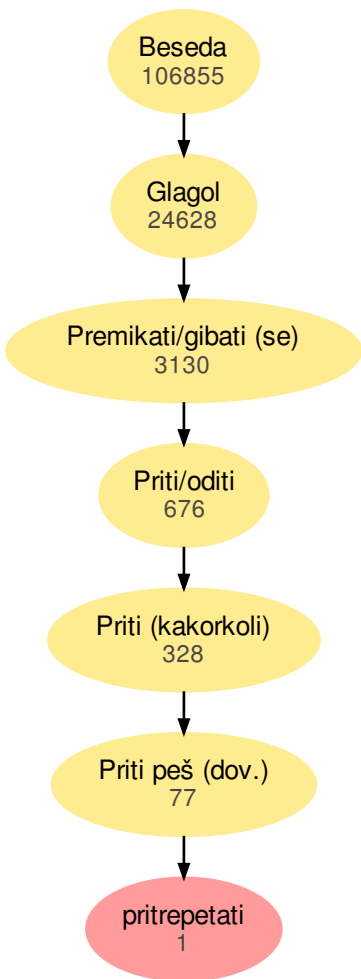 Beseda
106855
Glagol
24628
Premikati/gibati (se)
3130
Priti/oditi
676
Priti (kakorkoli)
328
Priti peš (dov.)
77
pritrepetati
1